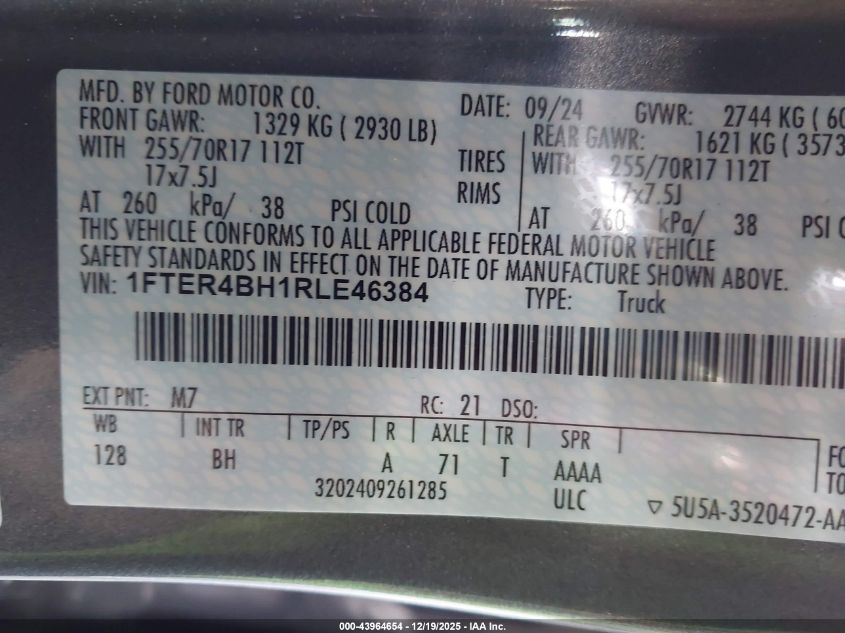 MFD. BY FORD MOTOR CO. DATE: 09/24 GVWR: 2744 KG ( 60
FRONT GAWR: 1329 KG ( 2930 LB) REAR GAWR: 1621 KG ( 3573
WITH 255/70R17 112T TIRES WITH 255/70R17 112T
17x7.5J RIMS 17x7.5J
AT 260 kPa/ 38 PSI COLD AT 260 kPa/ 38 PSI C
THIS VEHICLE CONFORMS TO ALL APPLICABLE FEDERAL MOTOR VEHICLE
SAFETY STANDARDS IN EFFECT ON THE DATE OF MANUFACTURE SHOWN ABOVE.
VIN: 1FTER4BH1RLE46384 TYPE: Truck
EXT PNT: M7 RC: 21 DSO:
WB INT TR TP/PS R AXLE TR SPR FO
128 BH A 71 T AAAA TO
3202409261285 ULC ▽ 5U5A-3520472-AA
000-43964654 - 12/19/2025 - IAA Inc.